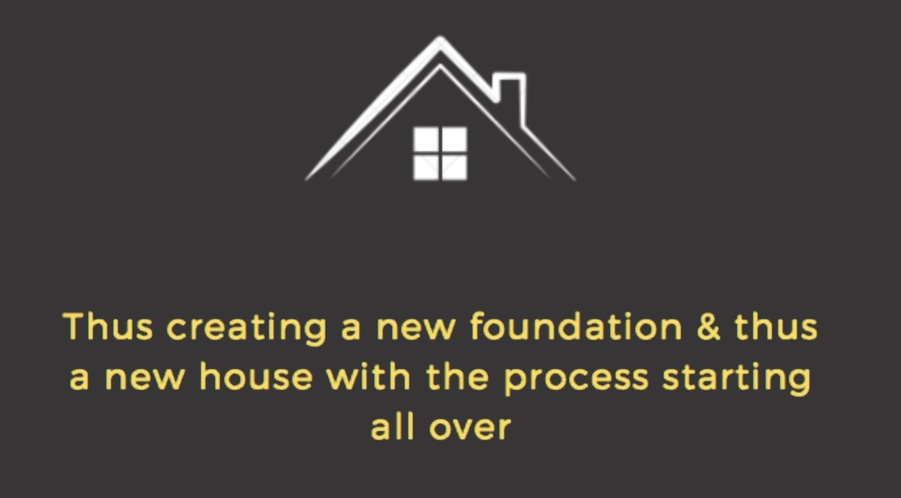 Thus creating a new foundation & thus
a new house with the process starting
all over